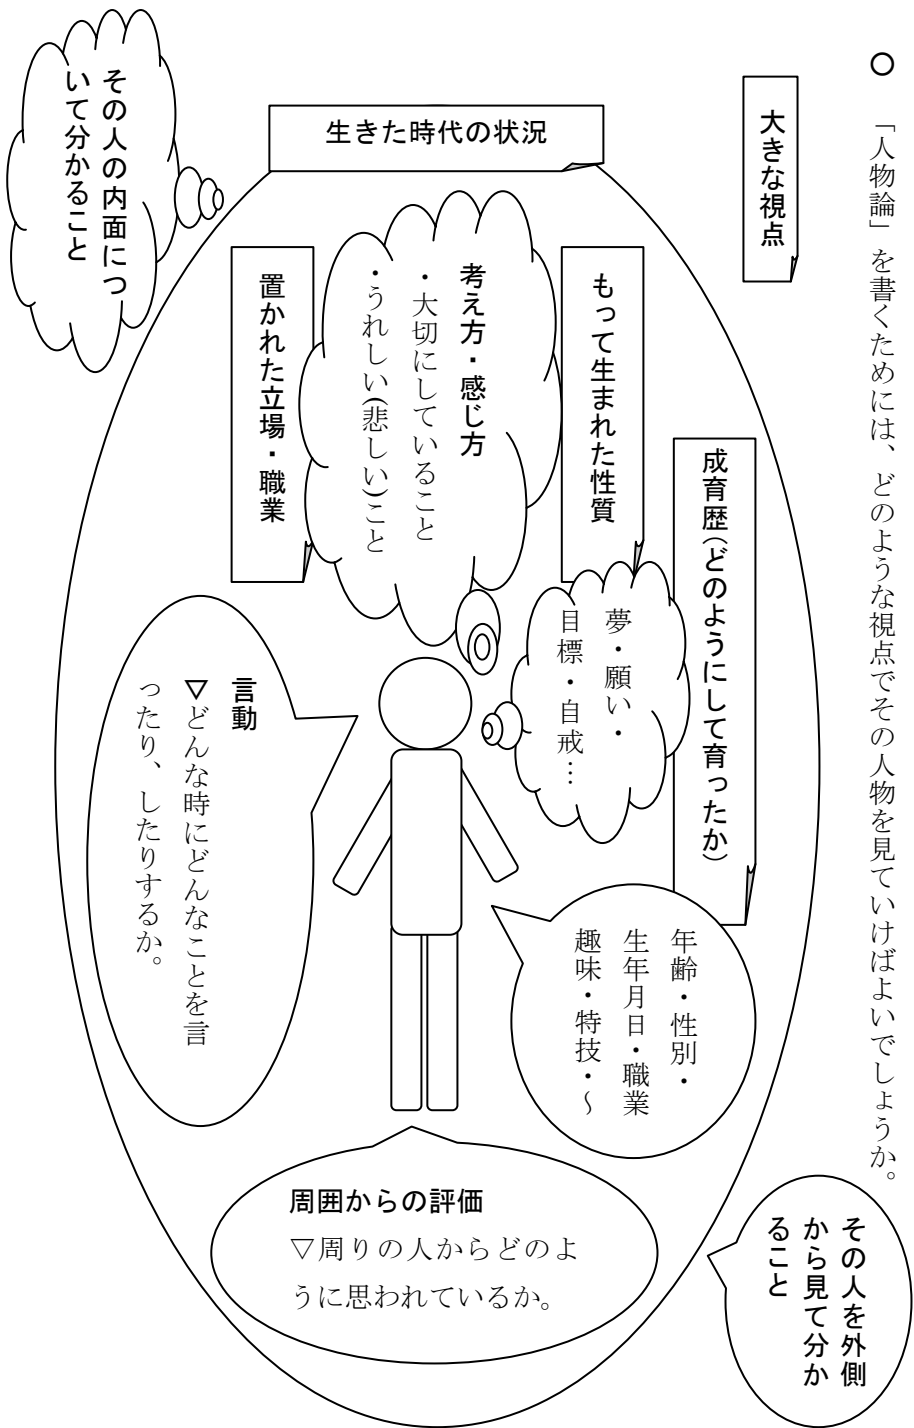 ○　「人物論」を書くためには、どのような視点でその人物を見ていけばよいでしょうか。
大きな視点
その人を外側
から見て分か
ること
成育歴（どのようにして育ったか）
年齢・性別・
生年月日・職業
趣味・特技・～
もって生まれた性質
夢・願い・
目標・自戒…
生きた時代の状況
考え方・感じ方
・大切にしていること
・うれしい(悲しい)こと
置かれた立場・職業
言動
▽どんな時にどんなことを言
ったり、したりするか。
周囲からの評価
▽周りの人からどのよ
うに思われているか。
その人の内面につ
いて分かること